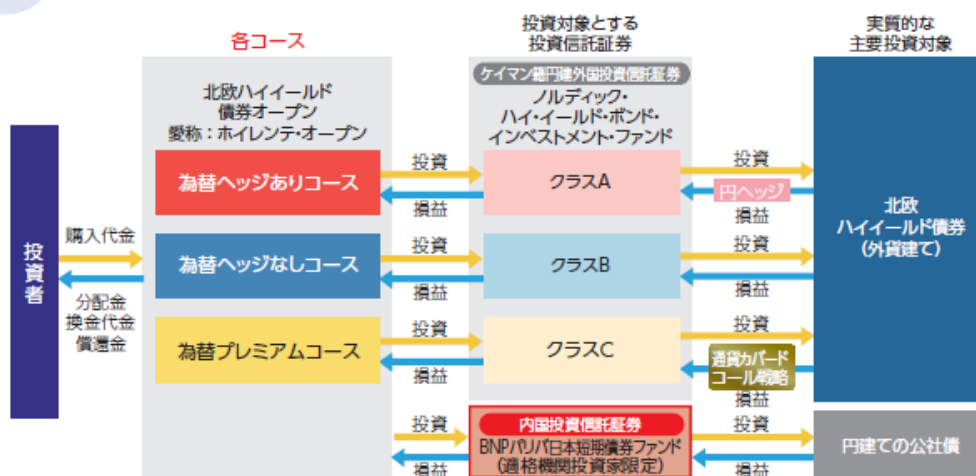 各コース
投資対象とする
投資信託証券
実質的な
主要投資対象
北欧ハイイールド
債券オープン
愛称：ホイレンテ・オープン
ケイマン籍円建外国投資信託証券
ノルディック・
ハイ・イールド・ボンド・
インベストメント・ファンド
投資者
購入代金
分配金
換金代金
償還金
為替ヘッジありコース
投資
損益
クラスA
投資
円ヘッジ
損益
為替ヘッジなしコース
投資
損益
クラスB
投資
損益
為替プレミアムコース
投資
損益
クラスC
投資
通貨カバード
コール戦略
損益
北欧
ハイイールド債券
（外貨建て）
投資
損益
内国投資信託証券
BNPパリバ日本短期債券ファンド
（適格機関投資家限定）
投資
損益
円建ての公社債